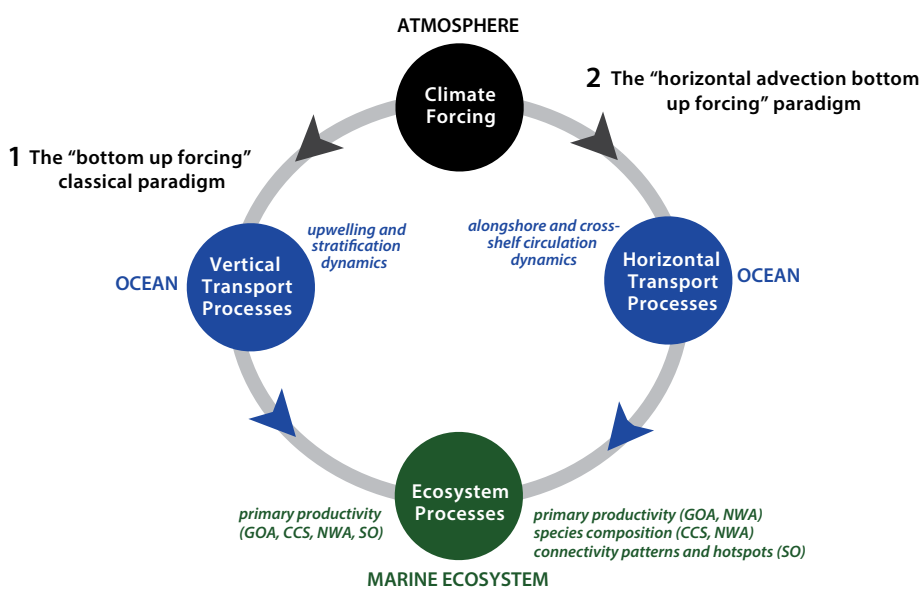 ATMOSPHERE
Climate
Forcing
2 The “horizontal advection bottom
up forcing” paradigm
1 The “bottom up forcing”
classical paradigm
upwelling and
stratification
dynamics
alongshore and cross-
shelf circulation
dynamics
OCEAN
Vertical
Transport
Processes
Horizontal
Transport
Processes
OCEAN
Ecosystem
Processes
primary productivity
(GOA, CCS, NWA, SO)
primary productivity (GOA, NWA)
species composition (CCS, NWA)
connectivity patterns and hotspots (SO)
MARINE ECOSYSTEM